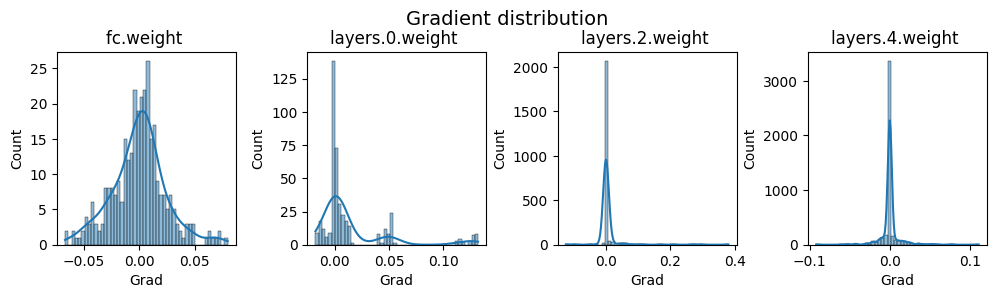 Gradient distribution
fc.weight
Count
25
20
15
10
5
0
−0.05
0.00
0.05
Grad
layers.0.weight
Count
125
100
75
50
25
0
0.00
0.05
0.10
Grad
layers.2.weight
Count
2000
1500
1000
500
0
0.0
0.2
0.4
Grad
layers.4.weight
Count
3000
2000
1000
0
−0.1
0.0
0.1
Grad